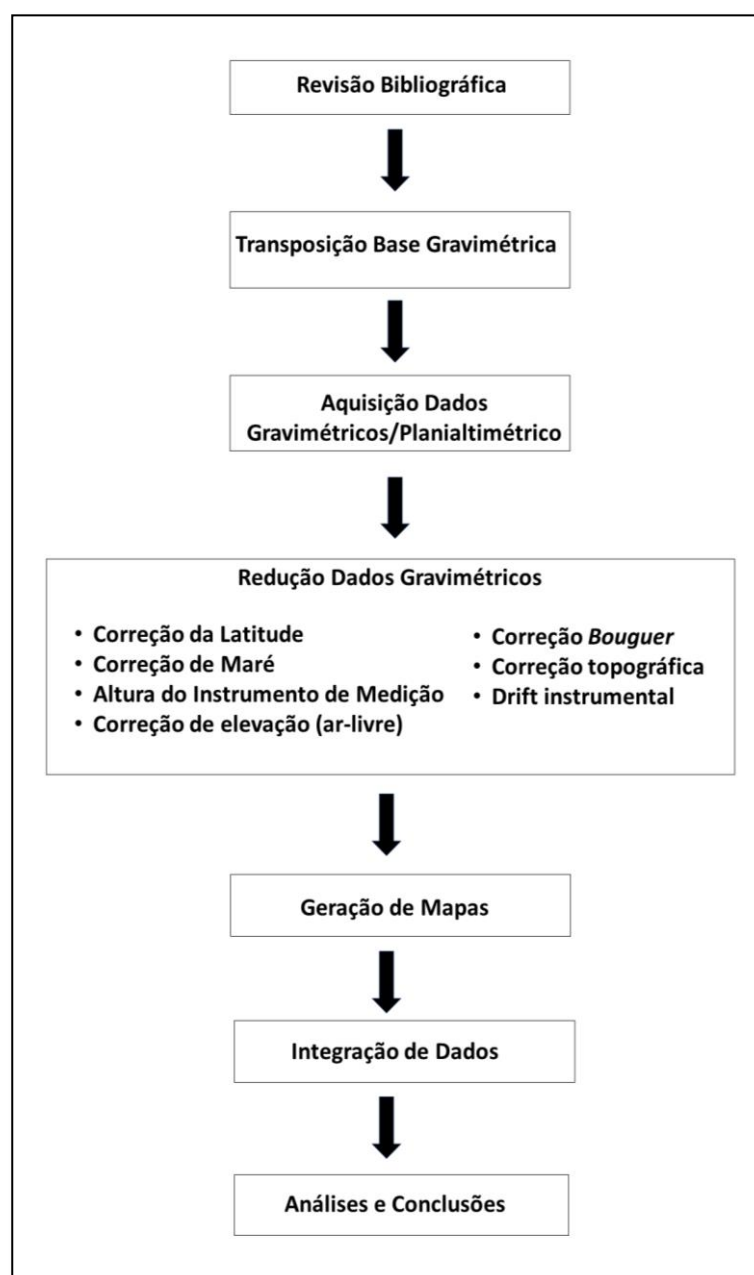 Revisão Bibliográfica
Transposição Base Gravimétrica
Aquisição Dados
Gravimétricos/Planialtimétrico
Redução Dados Gravimétricos
• Correção da Latitude
• Correção de Maré
• Altura do Instrumento de Medição
• Correção de elevação (ar-livre)
• Correção Bouguer
• Correção topográfica
• Drift instrumental
Geração de Mapas
Integração de Dados
Análises e Conclusões